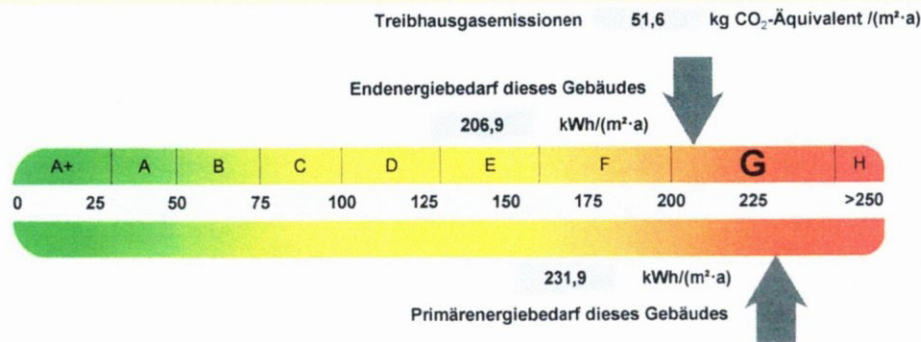 Treibhausgasemissionen 51,6 kg CO₂-Äquivalent /(m²·a)
Endenergiebedarf dieses Gebäudes
206,9 kWh/(m²·a)
A+ A B C D E F G H
0 25 50 75 100 125 150 175 200 225 >250
231,9 kWh/(m²·a)
Primärenergiebedarf dieses Gebäudes